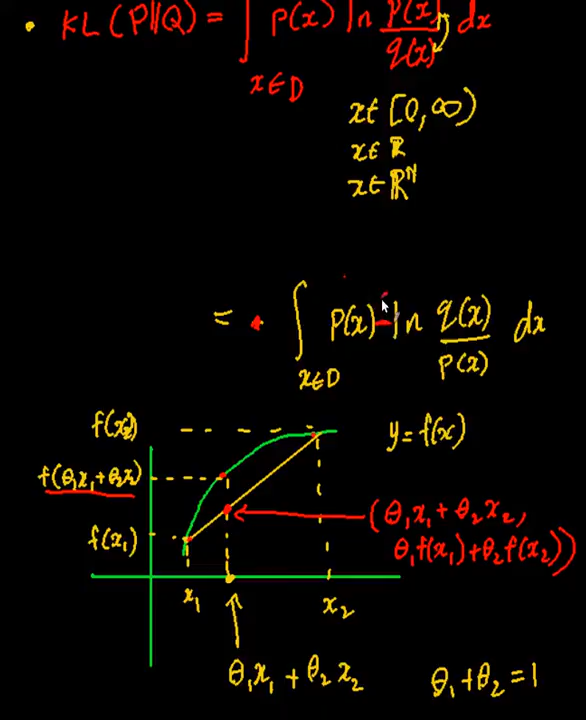 • KL(P||Q) = ∫ x∈D p(x) ln p(x)/q(x) dx
x∈ [0, ∞)
x∈ ℝ
x∈ ℝᴺ
= ∫ x∈D p(x) - ln q(x)/p(x) dx
f(x₂)
y = f(x)
f(θ₁x₁+θ₂x₂)
(θ₁x₁ + θ₂x₂,
θ₁f(x₁)+θ₂f(x₂))
f(x₁)
x₁
x₂
θ₁x₁ + θ₂x₂
θ₁+θ₂ = 1